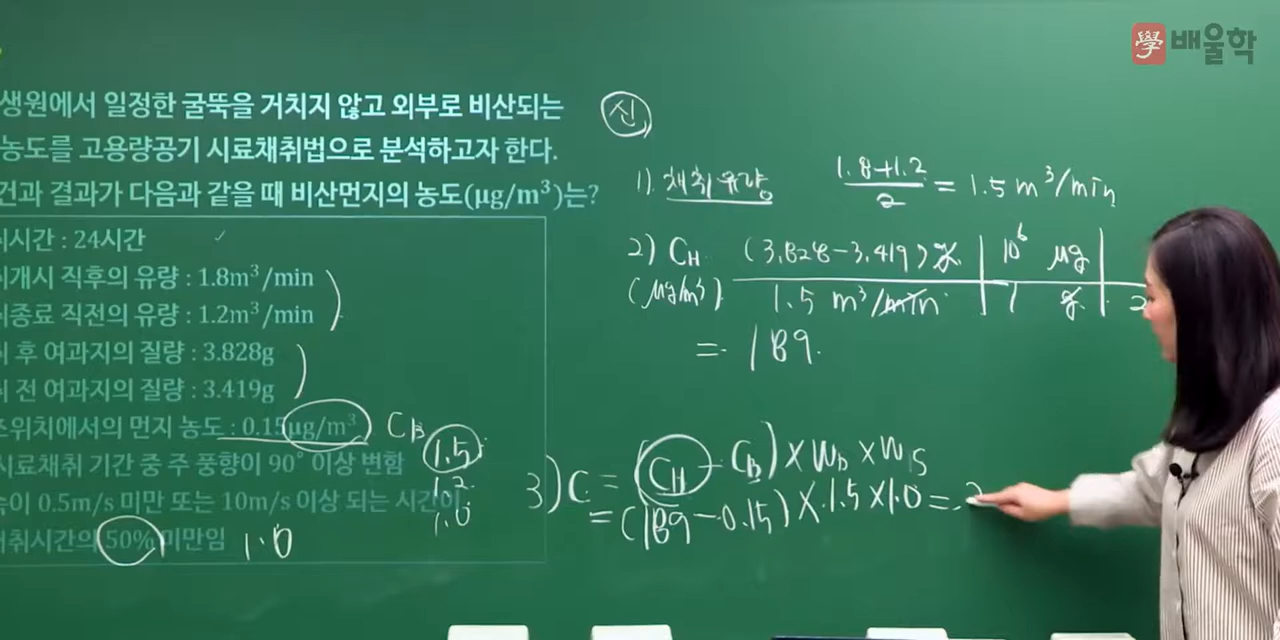 學 배울학
생원에서 일정한 굴뚝을 거치지 않고 외부로 비산되는
농도를 고용량공기 시료채취법으로 분석하고자 한다.
건과 결과가 다음과 같을 때 비산먼지의 농도(μg/m³)는?
취시간 : 24시간
시개시 직후의 유량 : 1.8m³/min
취종료 직전의 유량 : 1.2m³/min
취 후 여과지의 질량 : 3.828g
취 전 여과지의 질량 : 3.419g
조위치에서의 먼지 농도 : 0.15μg/m³ CB
시료채취 기간 중 주 풍향이 90° 이상 변함
속이 0.5m/s 미만 또는 10m/s 이상 되는 시간이
채취시간의 50% 미만임 1.0
1.5
1.2
1.0
신
1). 채취유량 1.8+1.2 / 2 = 1.5 m³/min
2) CH (3.828-3.419)g | 10⁶ μg |
(μg/m³) 1.5 m³/min | 1 g | 2
= 189.
3) C = (CH - CB) × WD × WS
= (189 - 0.15) × 1.5 × 1.0 = 2